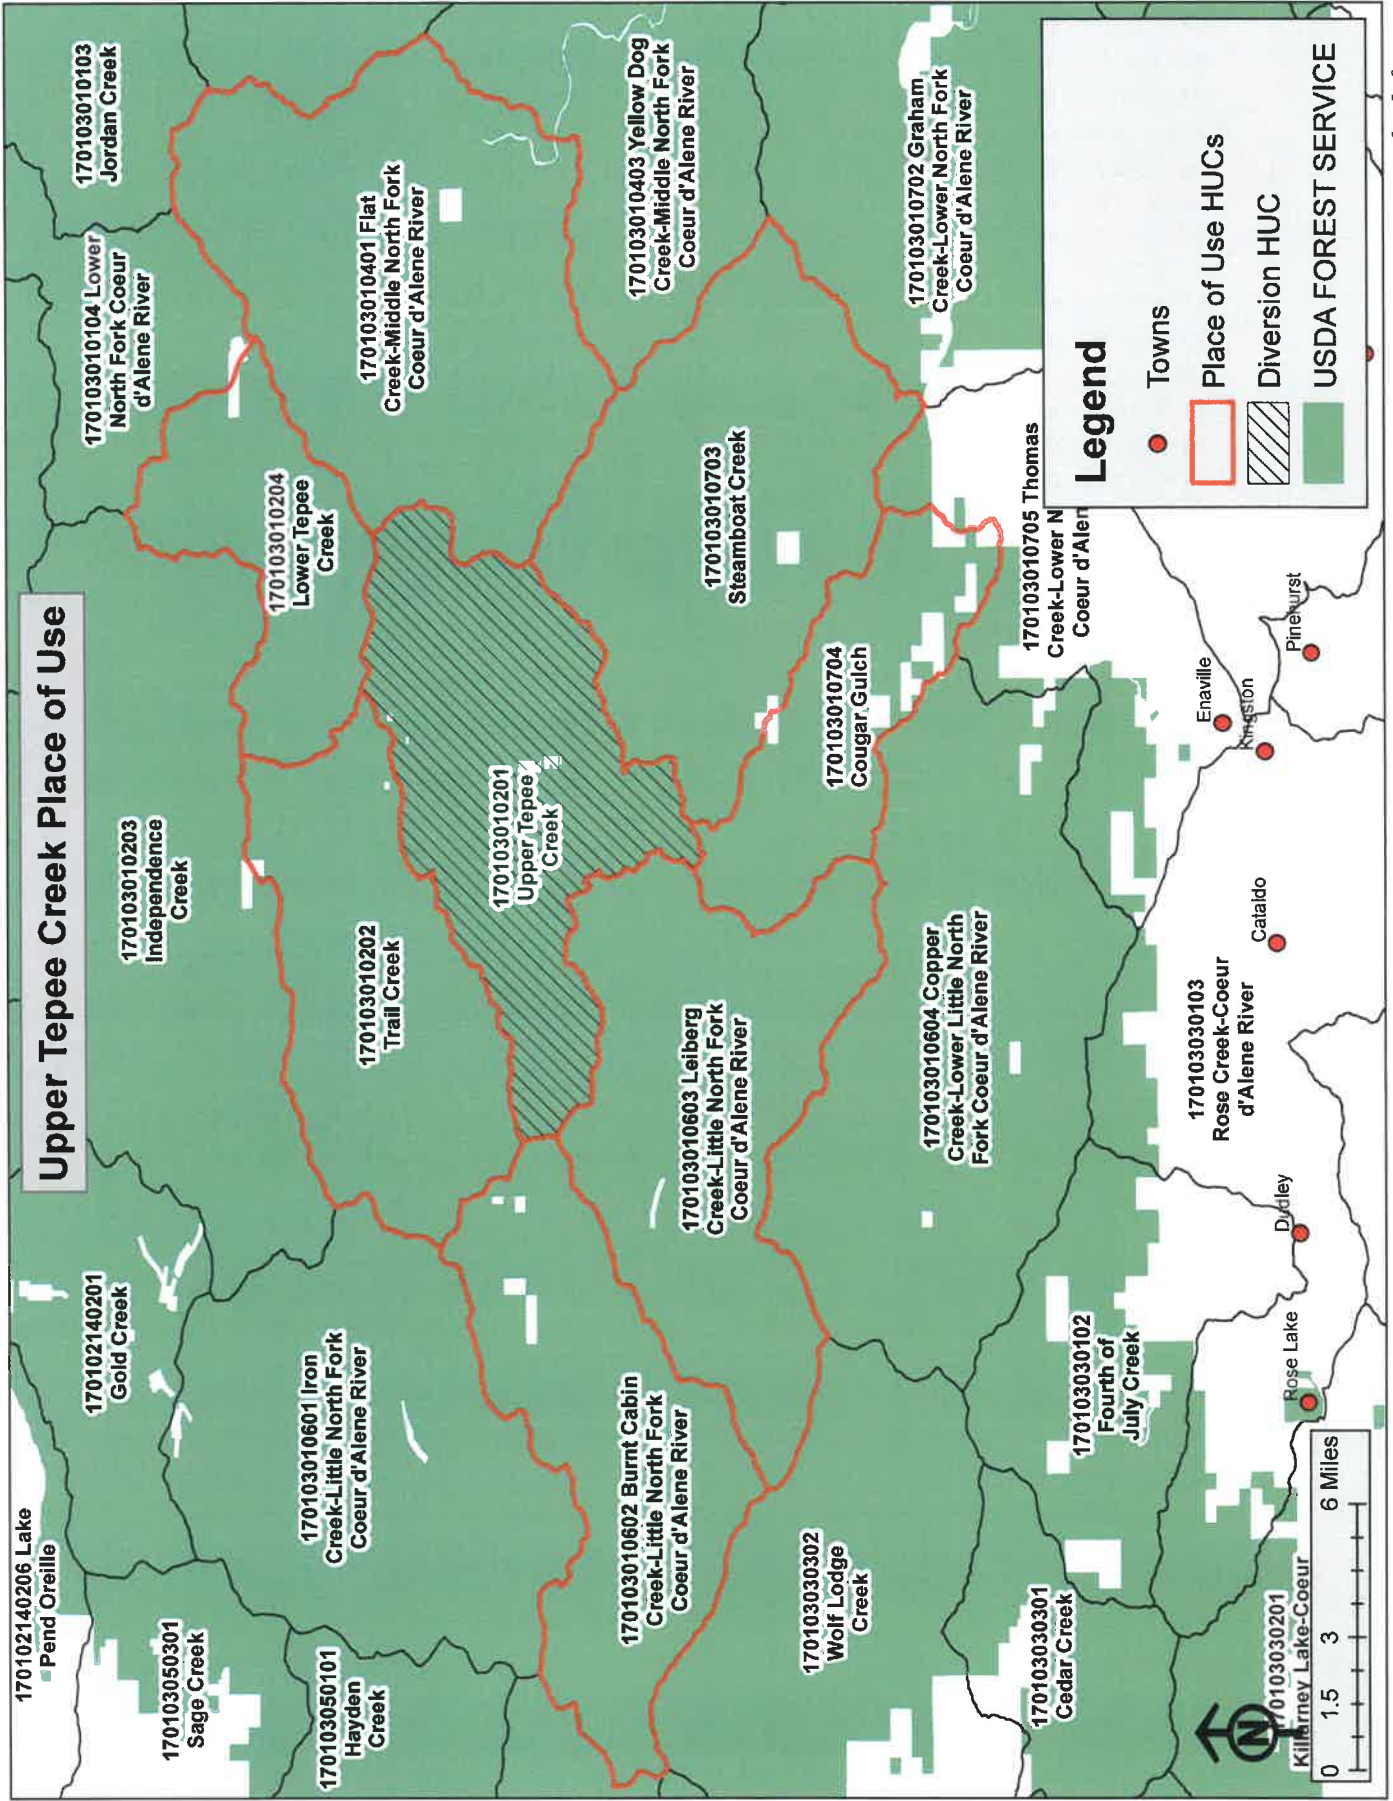 Upper Tepee Creek Place of Use
170102140206 Lake
Pend Oreille
170102140201
Gold Creek
170103010203
Independence
Creek
170103010104 Lower
North Fork Coeur
d'Alene River
170103010103
Jordan Creek
170103050301
Sage Creek
170103050101
Hayden
Creek
170103010601 Iron
Creek-Little North Fork
Coeur d'Alene River
170103010202
Trail Creek
170103010204
Lower Tepee
Creek
170103010401 Flat
Creek-Middle North Fork
Coeur d'Alene River
170103010201
Upper Tepee
Creek
170103010602 Burnt Cabin
Creek-Little North Fork
Coeur d'Alene River
170103010603 Leiberg
Creek-Little North Fork
Coeur d'Alene River
170103010703
Steamboat Creek
170103010403 Yellow Dog
Creek-Middle North Fork
Coeur d'Alene River
170103030302
Wolf Lodge
Creek
170103010604 Copper
Creek-Lower Little North
Fork Coeur d'Alene River
170103010704
Cougar Gulch
170103010702 Graham
Creek-Lower North Fork
Coeur d'Alene River
170103030301
Cedar Creek
170103030102
Fourth of
July Creek
170103010705 Thomas
Creek-Lower N
Coeur d'Alen
170103030103
Rose Creek-Coeur
d'Alene River
Enaville
Kingston
Pinehurst
Cataldo
Dudley
Rose Lake
170103030201
Killarney Lake-Coeur
N
0 1.5 3 6 Miles
Legend
Towns
Place of Use HUCs
Diversion HUC
USDA FOREST SERVICE